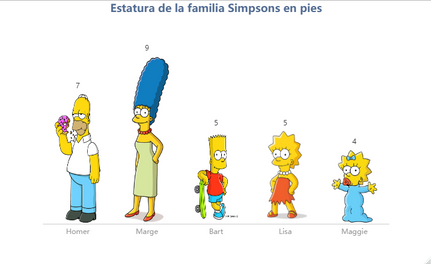 Estatura de la familia Simpsons en pies
9
7
5
5
4
Homer
Marge
Bart
Lisa
Maggie